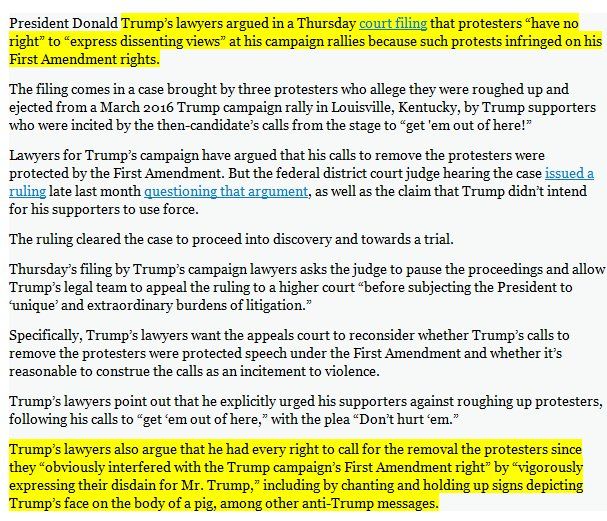 President Donald Trump’s lawyers argued in a Thursday court filing that protesters “have no
right” to “express dissenting views” at his campaign rallies because such protests infringed on his
First Amendment rights.
The filing comes in a case brought by three protesters who allege they were roughed up and
ejected from a March 2016 Trump campaign rally in Louisville, Kentucky, by Trump supporters
who were incited by the then-candidate’s calls from the stage to “get 'em out of here!”
Lawyers for Trump’s campaign have argued that his calls to remove the protesters were
protected by the First Amendment. But the federal district court judge hearing the case issued a
ruling late last month questioning that argument, as well as the claim that Trump didn’t intend
for his supporters to use force.
The ruling cleared the case to proceed into discovery and towards a trial.
Thursday’s filing by Trump’s campaign lawyers asks the judge to pause the proceedings and allow
Trump’s legal team to appeal the ruling to a higher court “before subjecting the President to
‘unique’ and extraordinary burdens of litigation.”
Specifically, Trump’s lawyers want the appeals court to reconsider whether Trump’s calls to
remove the protesters were protected speech under the First Amendment and whether it’s
reasonable to construe the calls as an incitement to violence.
Trump’s lawyers point out that he explicitly urged his supporters against roughing up protesters,
following his calls to “get ‘em out of here,” with the plea “Don’t hurt ‘em.”
Trump’s lawyers also argue that he had every right to call for the removal the protesters since
they “obviously interfered with the Trump campaign’s First Amendment right” by “vigorously
expressing their disdain for Mr. Trump,” including by chanting and holding up signs depicting
Trump’s face on the body of a pig, among other anti-Trump messages.